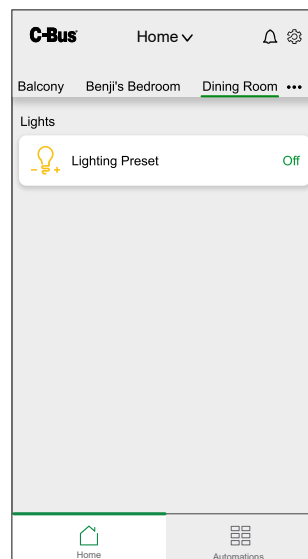 C-Bus Home
Balcony Benji's Bedroom Dining Room •••
Lights
Lighting Preset Off
Home Automations